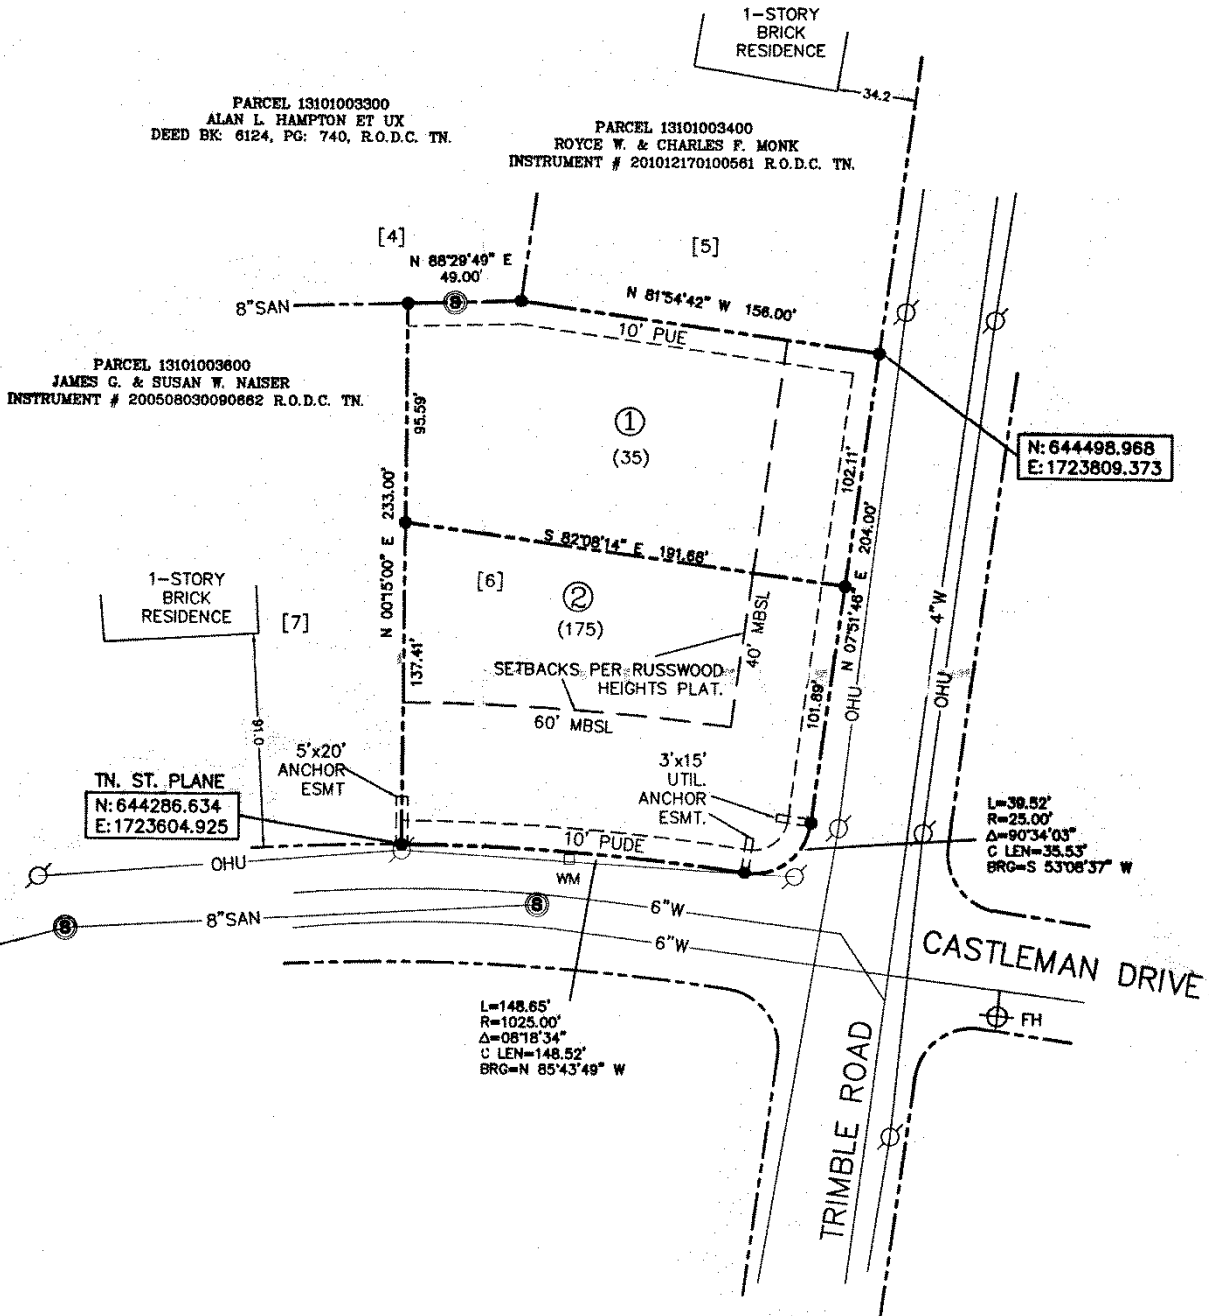 1-STORY
BRICK
RESIDENCE
34.2
PARCEL 13101003300
ALAN L. HAMPTON ET UX
DEED BK: 6124, PG: 740, R.O.D.C. TN.
PARCEL 13101003400
ROYCE W. & CHARLES F. MONK
INSTRUMENT # 201012170100561 R.O.D.C. TN.
[4]
[5]
N 88°29'49" E
49.00'
8"SAN
S
N 81°54'42" W 156.00'
10' PUE
PARCEL 13101003600
JAMES G. & SUSAN W. NAISER
INSTRUMENT # 200508030090662 R.O.D.C. TN.
95.59'
1
(35)
102.11'
N: 644498.968
E: 1723809.373
N 00°15'00" E 233.00'
S 82°08'14" E 191.66'
N 07°51'46" E 204.00'
1-STORY
BRICK
RESIDENCE
[7]
[6]
2
(175)
4"W
137.41'
SETBACKS PER RUSSWOOD
HEIGHTS PLAT.
40' MBSL
OHU
OHU
101.89'
60' MBSL
91.0
5'x20'
ANCHOR
ESMT
3'x15'
UTIL.
ANCHOR
ESMT.
TN. ST. PLANE
N: 644286.634
E: 1723604.925
L=39.52'
R=25.00'
Δ=90°34'03"
C LEN=35.53'
BRG=S 53°08'37" W
10' PUDE
OHU
WM
8"SAN
S
S
6"W
6"W
CASTLEMAN DRIVE
FH
L=148.65'
R=1025.00'
Δ=08°18'34"
C LEN=148.52'
BRG=N 85°43'49" W
TRIMBLE ROAD